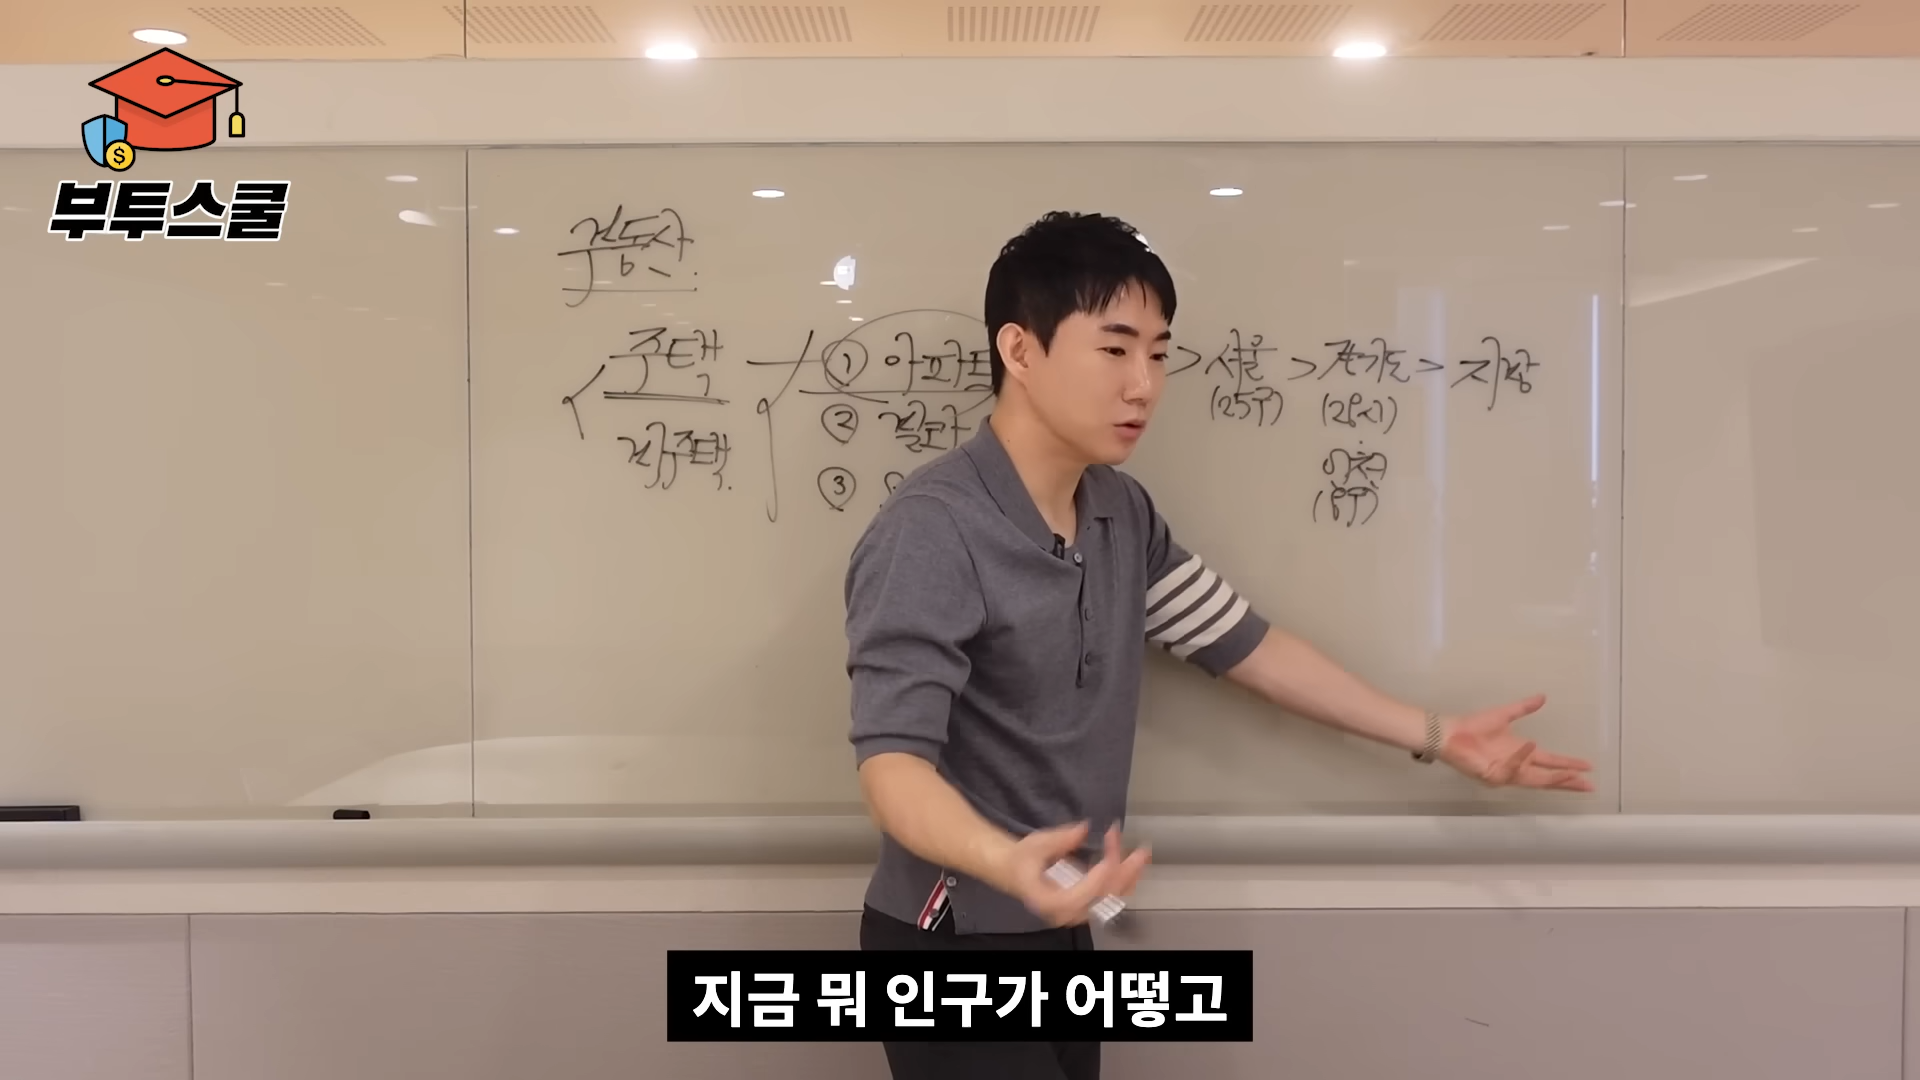 $
부투스쿨
부동산
주택 ① 아파트 > 서울 > 경기도 > 지방
(25구) (28시)
② 빌라
비주택
인천
③
(8구)
지금 뭐 인구가 어떻고